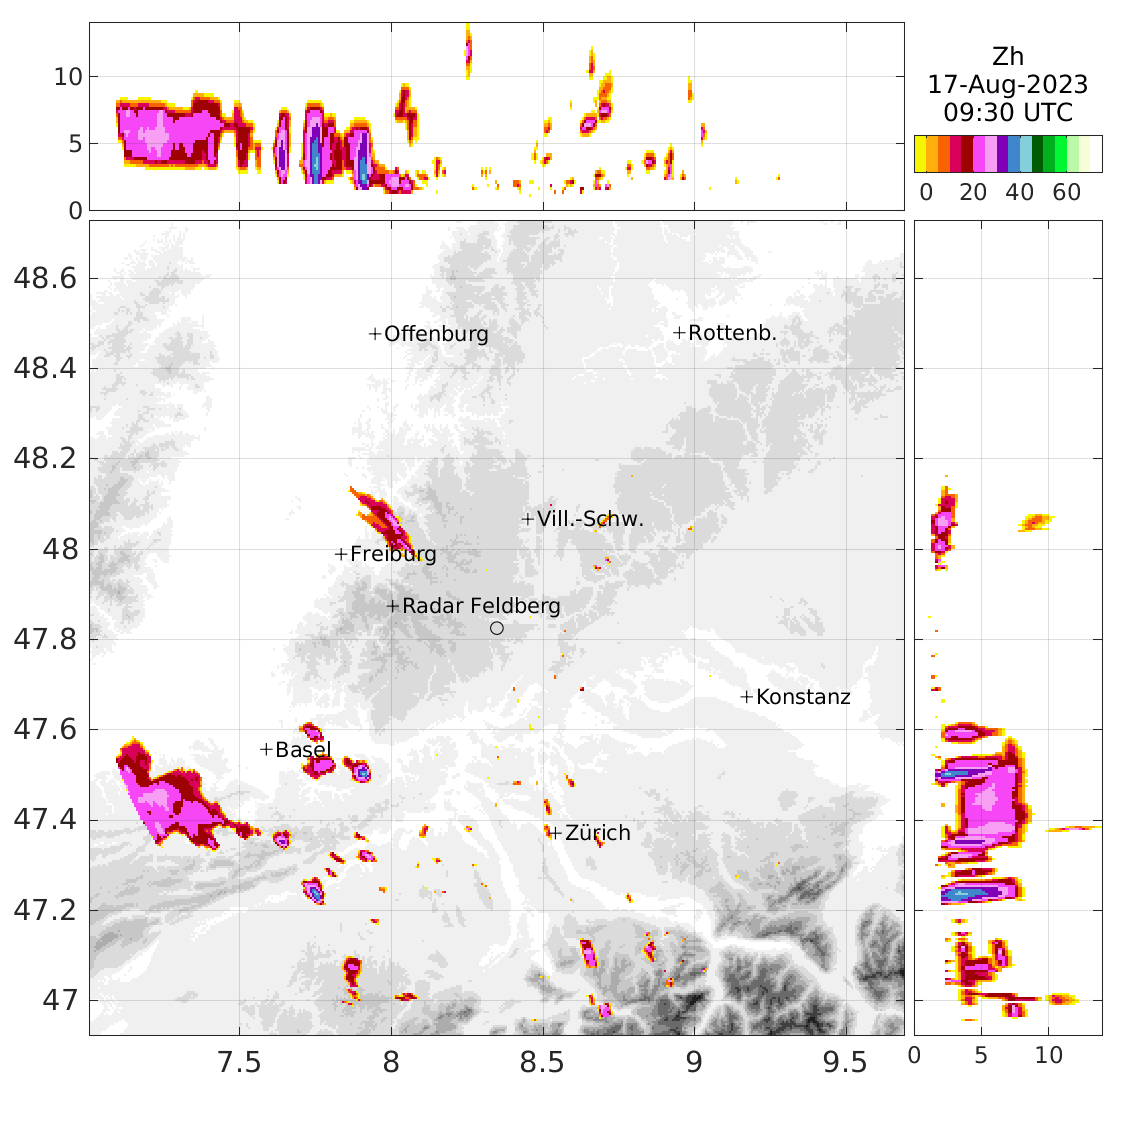 10
5
0
Zh
17-Aug-2023
09:30 UTC
0 20 40 60
48.6
48.4
48.2
48
47.8
47.6
47.4
47.2
47
Offenburg
Rottenb.
Vill.-Schw.
Freiburg
Radar Feldberg
Konstanz
Basel
Zürich
7.5 8 8.5 9 9.5
0 5 10